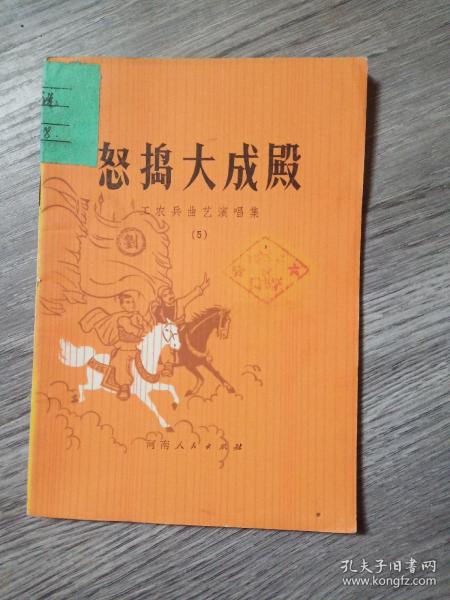 怒捣大成殿
工农兵曲艺演唱集
(5)
劉
河南人民出版社
孔夫子旧书网
www.kongfz.com